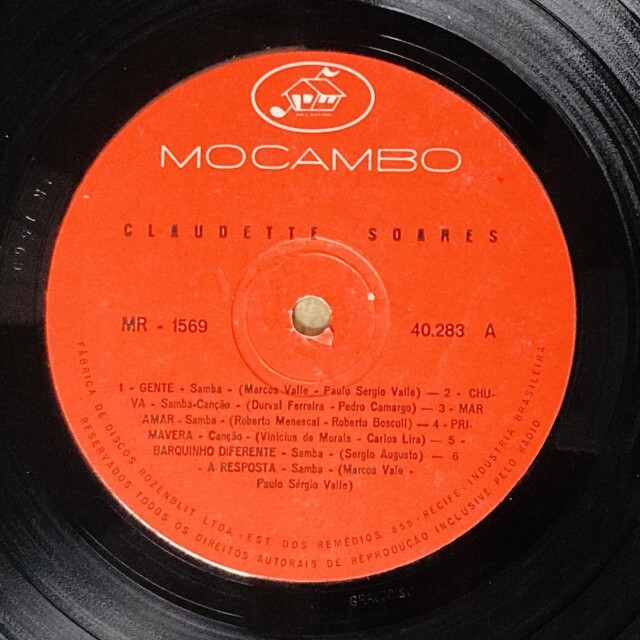 MOCAMBO
CLAUDETTE SOARES
MR - 1569
40.283 A
1 - GENTE - Samba - (Marcos Valle - Paulo Sergio Valle) — 2 - CHU-
VA - Samba-Canção - (Durval Ferreira - Pedro Camargo) — 3 - MAR
AMAR - Samba - (Roberto Menescal - Roberto Boscoli) — 4 - PRI-
MAVERA - Canção - (Vinicius de Morais - Carlos Lira) — 5 -
BARQUINHO DIFERENTE - Samba - (Sergio Augusto) — 6
- A RESPOSTA - Samba - (Marcos Vale -
Paulo Sérgio Valle)
FÁBRICA DE DISCOS ROZENBLIT LTDA - EST. DOS REMÉDIOS, 855 - RECIFE - INDÚSTRIA BRASILEIRA
RESERVADOS TODOS OS DIREITOS AUTORAIS DE REPRODUÇÃO INCLUSIVE PELO RÁDIO